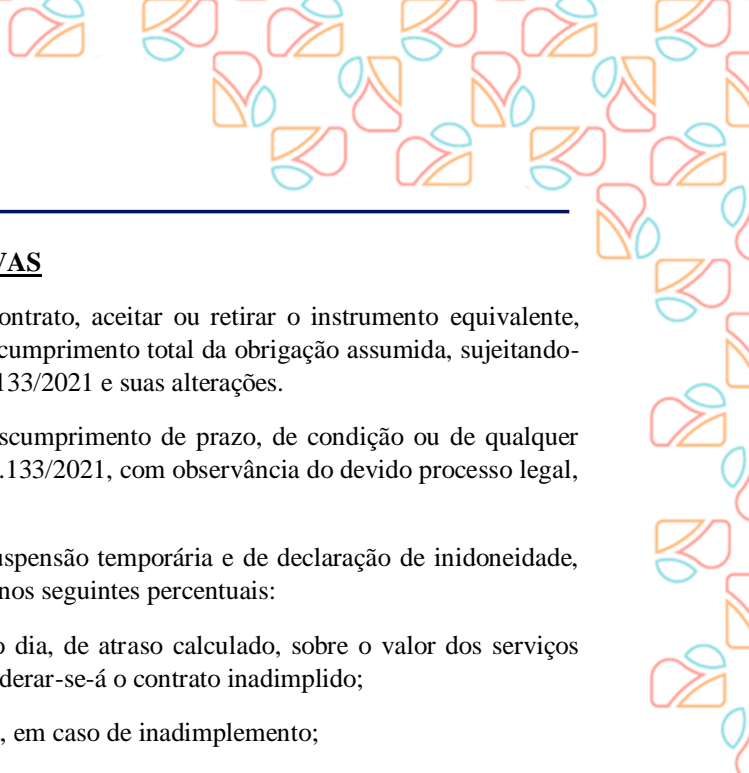 VAS
ontrato, aceitar ou retirar o instrumento equivalente,
cumprimento total da obrigação assumida, sujeitando-
133/2021 e suas alterações.
scumprimento de prazo, de condição ou de qualquer
.133/2021, com observância do devido processo legal,
uspensão temporária e de declaração de inidoneidade,
nos seguintes percentuais:
o dia, de atraso calculado, sobre o valor dos serviços
derar-se-á o contrato inadimplido;
, em caso de inadimplemento;